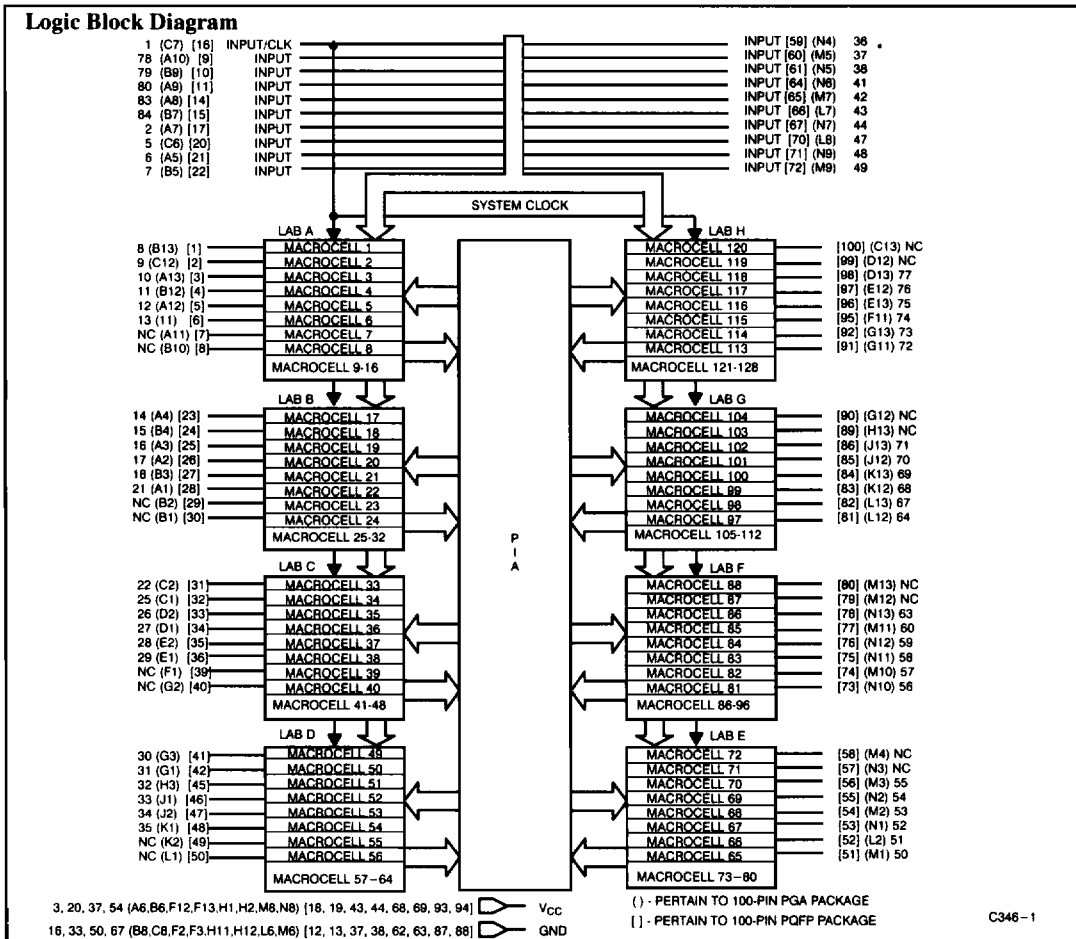 Logic Block Diagram
1 (C7) [16] INPUT/CLK
78 (A10) [9] INPUT
79 (B9) [10] INPUT
80 (A9) [11] INPUT
83 (A8) [14] INPUT
84 (B7) [15] INPUT
2 (A7) [17] INPUT
5 (C6) [20] INPUT
6 (A5) [21] INPUT
7 (B5) [22] INPUT
INPUT [59] (N4) 36
INPUT [60] (M5) 37
INPUT [61] (N5) 38
INPUT [64] (N6) 41
INPUT [65] (M7) 42
INPUT [66] (L7) 43
INPUT [67] (N7) 44
INPUT [70] (L8) 47
INPUT [71] (N9) 48
INPUT [72] (M9) 49
SYSTEM CLOCK
LAB A
8 (B13) [1] MACROCELL 1
9 (C12) [2] MACROCELL 2
10 (A13) [3] MACROCELL 3
11 (B12) [4] MACROCELL 4
12 (A12) [5] MACROCELL 5
13 (11) [6] MACROCELL 6
NC (A11) [7] MACROCELL 7
NC (B10) [8] MACROCELL 8
MACROCELL 9-16
LAB B
14 (A4) [23] MACROCELL 17
15 (B4) [24] MACROCELL 18
16 (A3) [25] MACROCELL 19
17 (A2) [26] MACROCELL 20
18 (B3) [27] MACROCELL 21
21 (A1) [28] MACROCELL 22
NC (B2) [29] MACROCELL 23
NC (B1) [30] MACROCELL 24
MACROCELL 25-32
LAB C
22 (C2) [31] MACROCELL 33
25 (C1) [32] MACROCELL 34
26 (D2) [33] MACROCELL 35
27 (D1) [34] MACROCELL 36
28 (E2) [35] MACROCELL 37
29 (E1) [36] MACROCELL 38
NC (F1) [39] MACROCELL 39
NC (G2) [40] MACROCELL 40
MACROCELL 41-48
LAB D
30 (G3) [41] MACROCELL 49
31 (G1) [42] MACROCELL 50
32 (H3) [45] MACROCELL 51
33 (J1) [46] MACROCELL 52
34 (J2) [47] MACROCELL 53
35 (K1) [48] MACROCELL 54
NC (K2) [49] MACROCELL 55
NC (L1) [50] MACROCELL 56
MACROCELL 57-64
P
I
A
LAB H
MACROCELL 120 [100] (C13) NC
MACROCELL 119 [99] (D12) NC
MACROCELL 118 [98] (D13) 77
MACROCELL 117 [97] (E12) 76
MACROCELL 116 [96] (E13) 75
MACROCELL 115 [95] (F11) 74
MACROCELL 114 [92] (G13) 73
MACROCELL 113 [91] (G11) 72
MACROCELL 121-128
LAB G
MACROCELL 104 [90] (G12) NC
MACROCELL 103 [89] (H13) NC
MACROCELL 102 [86] (J13) 71
MACROCELL 101 [85] (J12) 70
MACROCELL 100 [84] (K13) 69
MACROCELL 99 [83] (K12) 68
MACROCELL 98 [82] (L13) 67
MACROCELL 97 [81] (L12) 64
MACROCELL 105-112
LAB F
MACROCELL 88 [80] (M13) NC
MACROCELL 87 [79] (M12) NC
MACROCELL 86 [78] (N13) 63
MACROCELL 85 [77] (M11) 60
MACROCELL 84 [76] (N12) 59
MACROCELL 83 [75] (N11) 58
MACROCELL 82 [74] (M10) 57
MACROCELL 81 [73] (N10) 56
MACROCELL 86-96
LAB E
MACROCELL 72 [58] (M4) NC
MACROCELL 71 [57] (N3) NC
MACROCELL 70 [56] (M3) 55
MACROCELL 69 [55] (N2) 54
MACROCELL 68 [54] (M2) 53
MACROCELL 67 [53] (N1) 52
MACROCELL 66 [52] (L2) 51
MACROCELL 65 [51] (M1) 50
MACROCELL 73-80
3, 20, 37, 54 (A6,B6,F12,F13,H1,H2,M8,N8) [18, 19, 43, 44, 68, 69, 93, 94] VCC
16, 33, 50, 67 (B8,C8,F2,F3,H11,H12,L6,M6) [12, 13, 37, 38, 62, 63, 87, 88] GND
( ) - PERTAIN TO 100-PIN PGA PACKAGE
[ ] - PERTAIN TO 100-PIN PQFP PACKAGE
C346-1